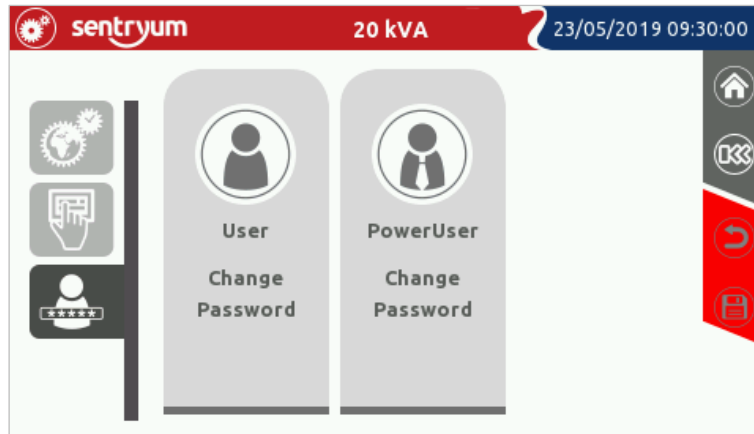 sentryum
20 kVA
23/05/2019 09:30:00
User
Change
Password
PowerUser
Change
Password
*****